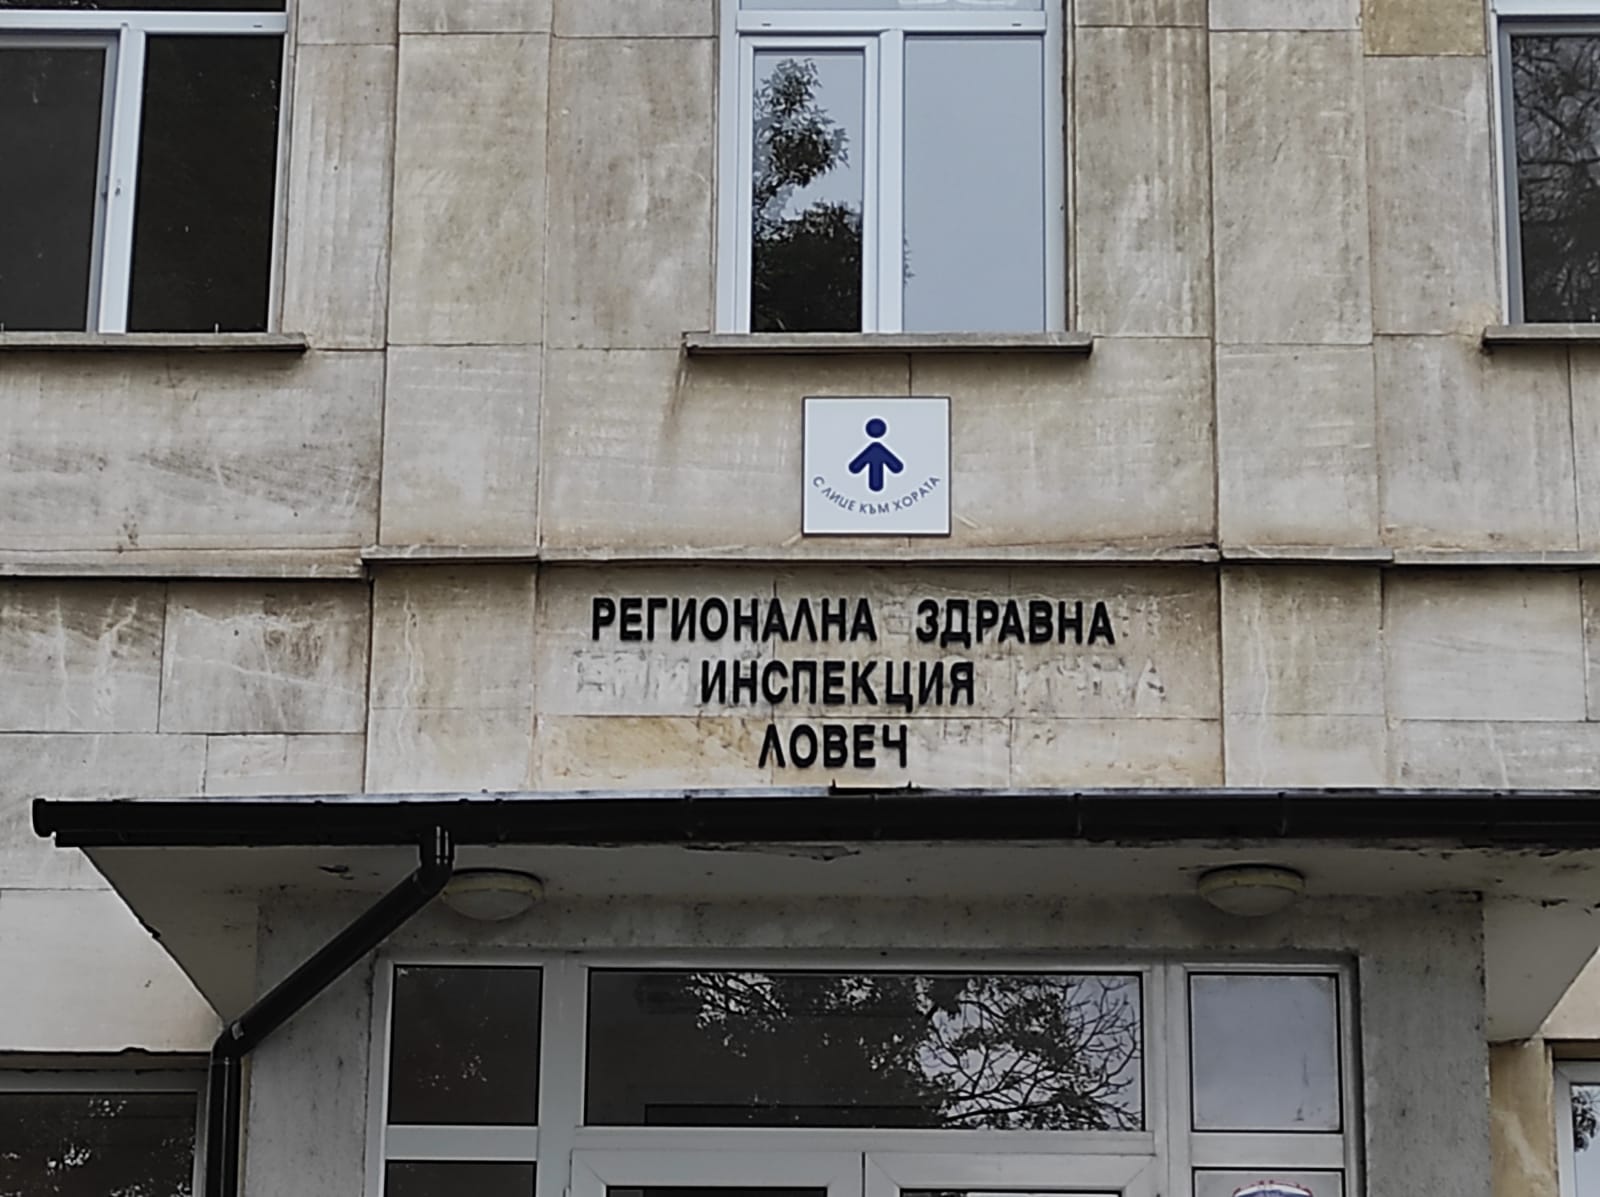 С ЛИЦЕ КЪМ ХОРАТА
РЕГИОНАЛНА ЗДРАВНА
ИНСПЕКЦИЯ
ЛОВЕЧ